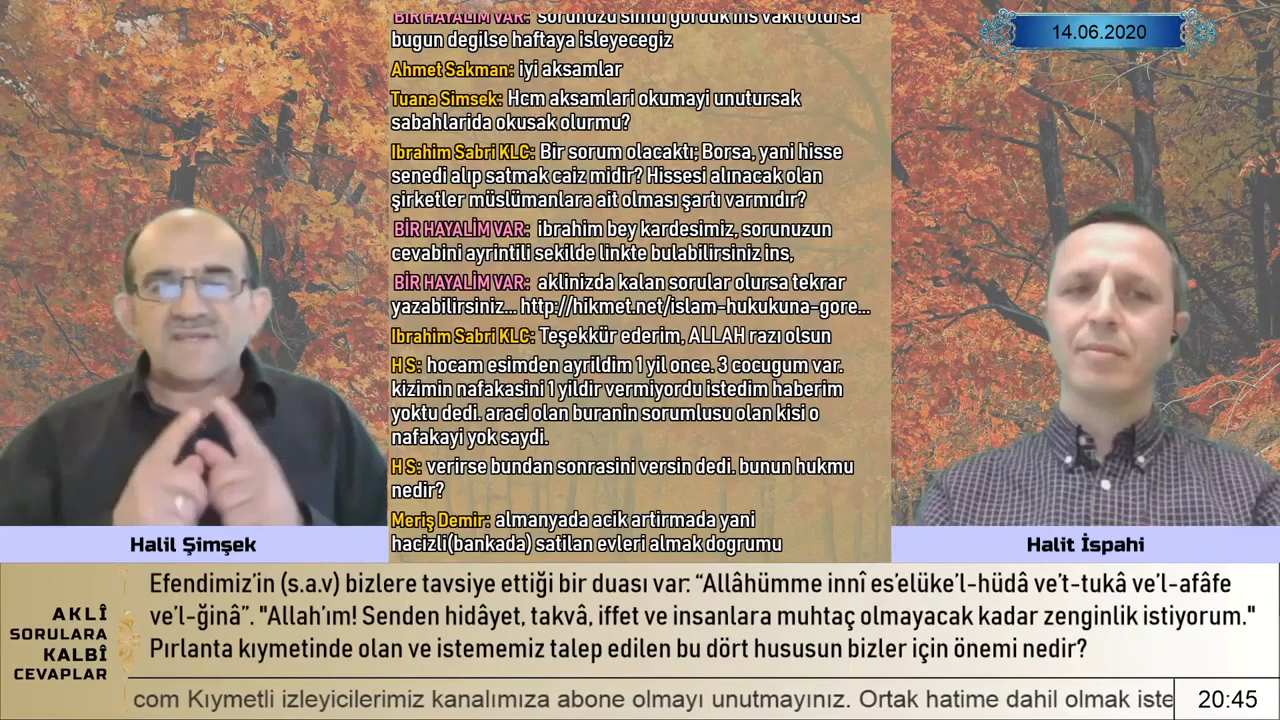 BİR HAYALİM VAR: sorunuzu simdi gorduk ins vakit olursa
bugun degilse haftaya isleyecegiz
Ahmet Sakman: iyi aksamlar
Tuana Simsek: Hcm aksamlari okumayi unutursak
sabahlarida okusak olurmu?
Ibrahim Sabri KLC: Bir sorum olacaktı; Borsa, yani hisse
senedi alıp satmak caiz midir? Hissesi alınacak olan
şirketler müslümanlara ait olması şartı varmıdır?
BİR HAYALİM VAR: ibrahim bey kardesimiz, sorunuzun
cevabini ayrintili sekilde linkte bulabilirsiniz ins,
BİR HAYALİM VAR: aklinizda kalan sorular olursa tekrar
yazabilirsiniz... http://hikmet.net/islam-hukukuna-gore...
Ibrahim Sabri KLC: Teşekkür ederim, ALLAH razı olsun
H S: hocam esimden ayrildim 1 yil once. 3 cocugum var.
kizimin nafakasini 1 yildir vermiyordu istedim haberim
yoktu dedi. araci olan buranin sorumlusu olan kisi o
nafakayi yok saydi.
H S: verirse bundan sonrasini versin dedi. bunun hukmu
nedir?
Meriş Demir: almanyada acik artirmada yani
hacizli(bankada) satilan evleri almak dogrumu
14.06.2020
Halil Şimşek
Halit İspahi
AKLÎ
SORULARA
KALBÎ
CEVAPLAR
Efendimiz'in (s.a.v) bizlere tavsiye ettiği bir duası var: “Allâhümme innî es'elüke'l-hüdâ ve't-tukâ ve'l-afâfe
ve'l-ğinâ”. "Allah'ım! Senden hidâyet, takvâ, iffet ve insanlara muhtaç olmayacak kadar zenginlik istiyorum."
Pırlanta kıymetinde olan ve istememiz talep edilen bu dört hususun bizler için önemi nedir?
com Kıymetli izleyicilerimiz kanalımıza abone olmayı unutmayınız. Ortak hatime dahil olmak iste
20:45